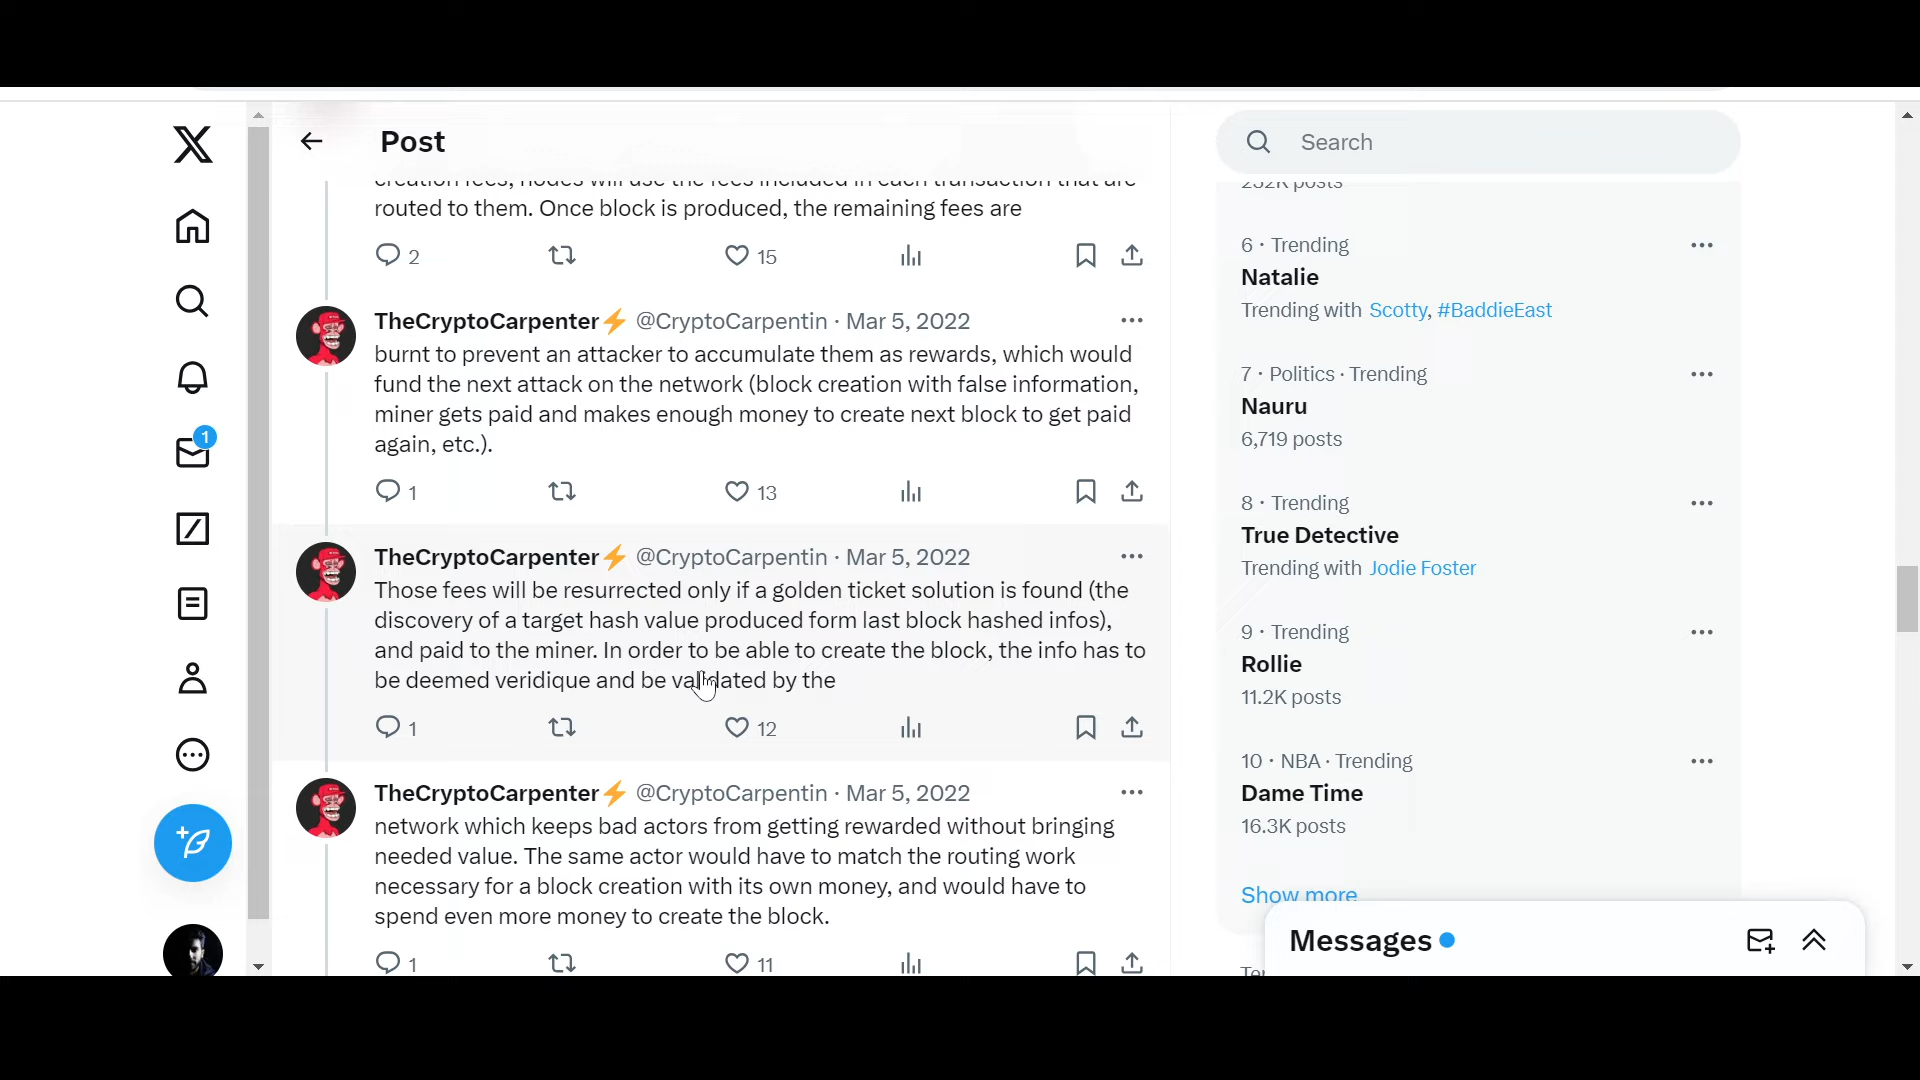 Post
Search
creation fees, nodes will use the fees included in each transaction that are
routed to them. Once block is produced, the remaining fees are
2
15
TheCryptoCarpenter⚡ @CryptoCarpentin · Mar 5, 2022
burnt to prevent an attacker to accumulate them as rewards, which would
fund the next attack on the network (block creation with false information,
miner gets paid and makes enough money to create next block to get paid
again, etc.).
1
13
TheCryptoCarpenter⚡ @CryptoCarpentin · Mar 5, 2022
Those fees will be resurrected only if a golden ticket solution is found (the
discovery of a target hash value produced form last block hashed infos),
and paid to the miner. In order to be able to create the block, the info has to
be deemed veridique and be validated by the
1
12
TheCryptoCarpenter⚡ @CryptoCarpentin · Mar 5, 2022
network which keeps bad actors from getting rewarded without bringing
needed value. The same actor would have to match the routing work
necessary for a block creation with its own money, and would have to
spend even more money to create the block.
1
11
1
252K posts
6 · Trending
Natalie
Trending with Scotty, #BaddieEast
7 · Politics · Trending
Nauru
6,719 posts
8 · Trending
True Detective
Trending with Jodie Foster
9 · Trending
Rollie
11.2K posts
10 · NBA · Trending
Dame Time
16.3K posts
Show more
Messages